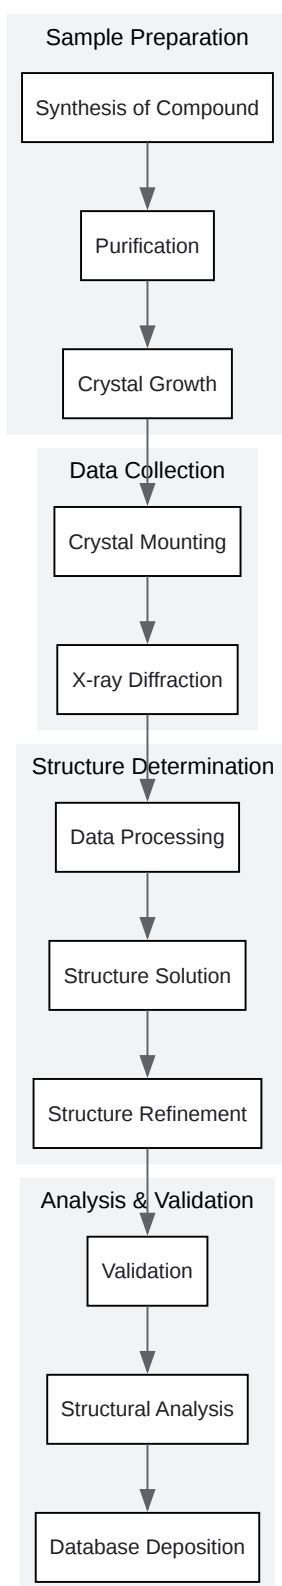 Sample Preparation
Synthesis of Compound
Purification
Crystal Growth
Data Collection
Crystal Mounting
X-ray Diffraction
Structure Determination
Data Processing
Structure Solution
Structure Refinement
Analysis & Validation
Validation
Structural Analysis
Database Deposition